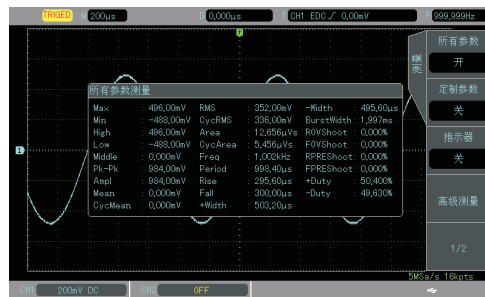 TRIGED M 200μs D 0,000μs T CH1 EDC 0,00mV F 999,999Hz
测量
所有参数
开
定制参数
关
指示器
关
高级测量
1/2
所有参数测量
Max : 496,00mV RMS : 352,00mV -Width : 495,60μs
Min : -488,00mV CycRMS : 336,00mV BurstWidth : 1,997ms
High : 496,00mV Area : 12,656μVs ROVShoot : 0,000%
Low : -488,00mV CycArea : 5,456μVs FOVShoot : 0,000%
Middle : 0,000mV Freq : 1,002kHz RPREShoot : 0,000%
Pk-Pk : 984,00mV Period : 998,40μs FPREShoot : 0,000%
Ampl : 984,00mV Rise : 295,60μs +Duty : 50,400%
Mean : 0,000mV Fall : 300,00μs -Duty : 49,630%
CycMean : 0,000mV +Width : 503,20μs
1
5MSa/s 16kpts
CH1 200mV DC CH2 OFF